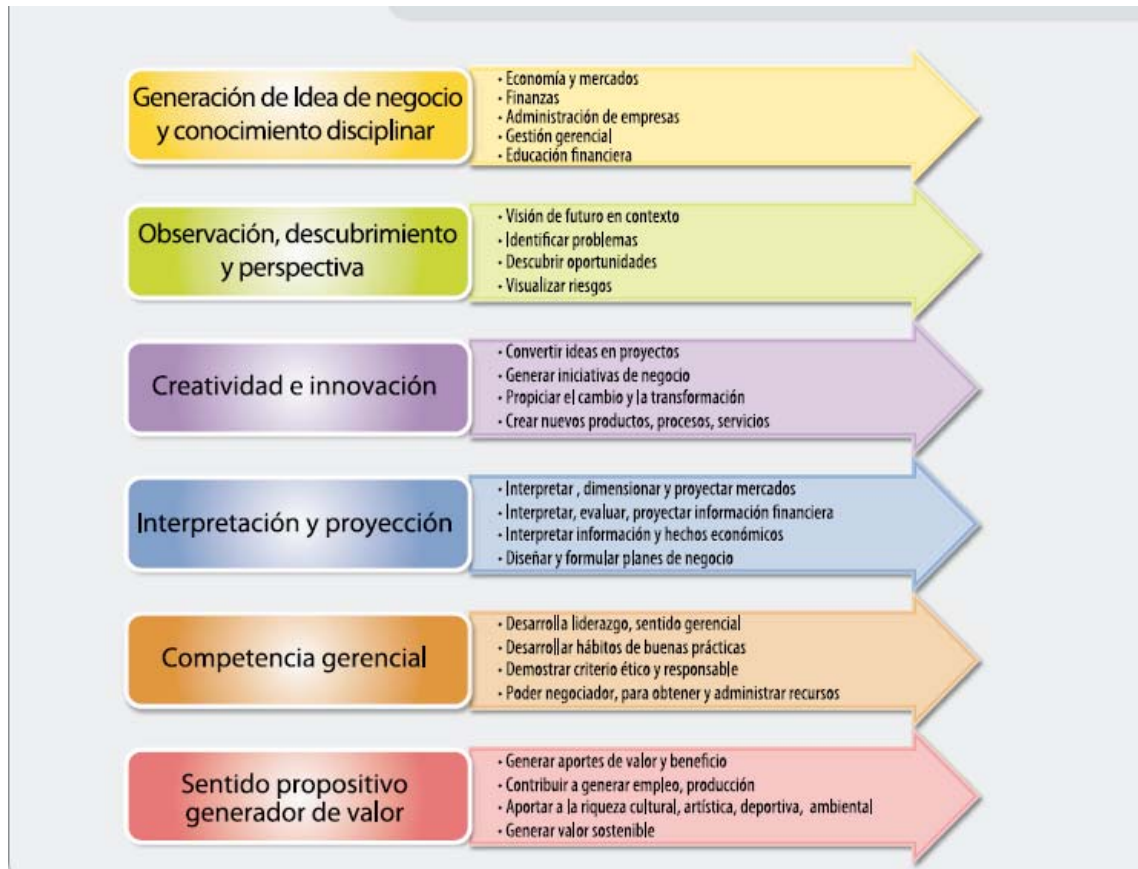 Generación de Idea de negocio
y conocimiento disciplinar
• Economía y mercados
• Finanzas
• Administración de empresas
• Gestión gerencial
• Educación financiera
Observación, descubrimiento
y perspectiva
• Visión de futuro en contexto
• Identificar problemas
• Descubrir oportunidades
• Visualizar riesgos
Creatividad e innovación
• Convertir ideas en proyectos
• Generar iniciativas de negocio
• Propiciar el cambio y la transformación
• Crear nuevos productos, procesos, servicios
Interpretación y proyección
• Interpretar , dimensionar y proyectar mercados
• Interpretar, evaluar, proyectar información financiera
• Interpretar información y hechos económicos
• Diseñar y formular planes de negocio
Competencia gerencial
• Desarrolla liderazgo, sentido gerencial
• Desarrollar hábitos de buenas prácticas
• Demostrar criterio ético y responsable
• Poder negociador, para obtener y administrar recursos
Sentido propositivo
generador de valor
• Generar aportes de valor y beneficio
• Contribuir a generar empleo, producción
• Aportar a la riqueza cultural, artística, deportiva, ambiental
• Generar valor sostenible